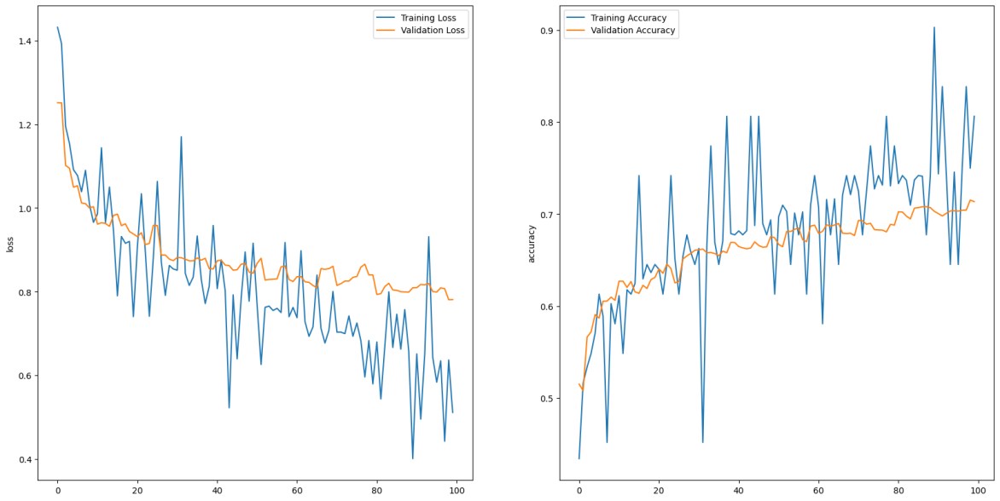 Training Loss
Validation Loss
loss
1.4
1.2
1.0
0.8
0.6
0.4
0 20 40 60 80 100
Training Accuracy
Validation Accuracy
accuracy
0.9
0.8
0.7
0.6
0.5
0 20 40 60 80 100